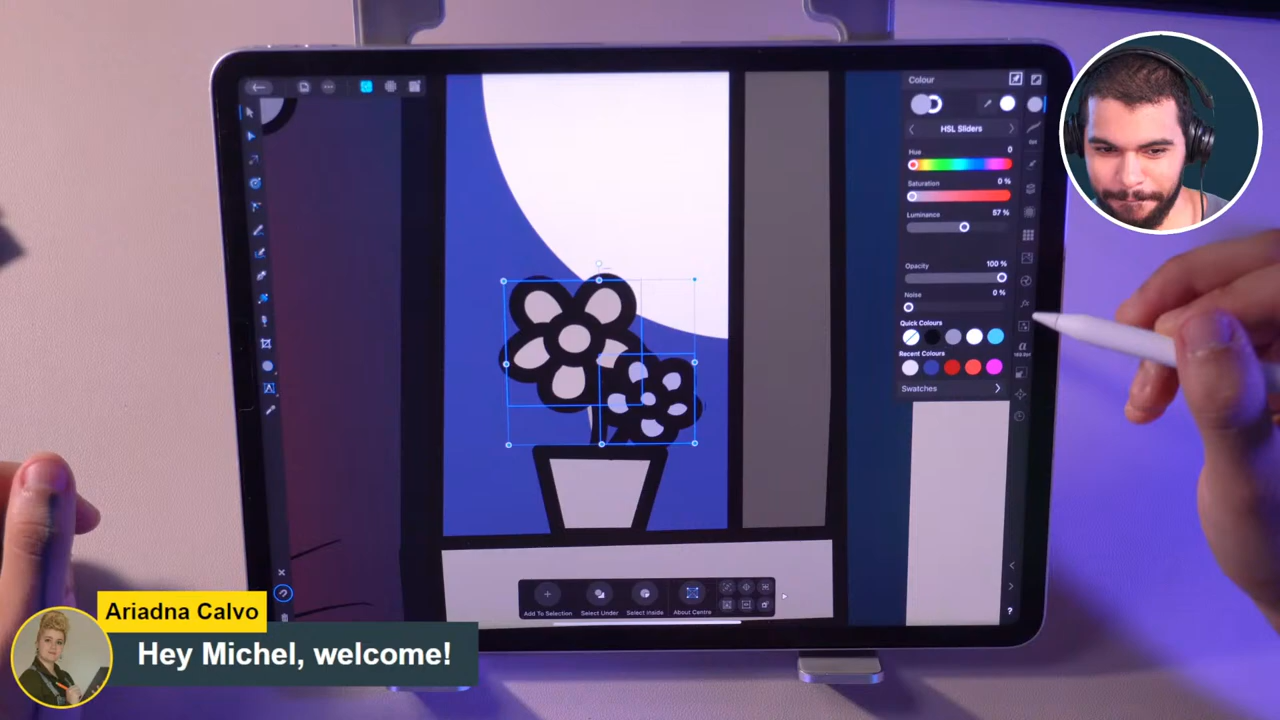 Colour
HSL Sliders
Hue
0
Saturation
0 %
Luminance
57 %
Opacity
100 %
Noise
0 %
Quick Colours
Recent Colours
Swatches
Add To Selection
Select Under
Select Inside
About Centre
?
Ariadna Calvo
Hey Michel, welcome!